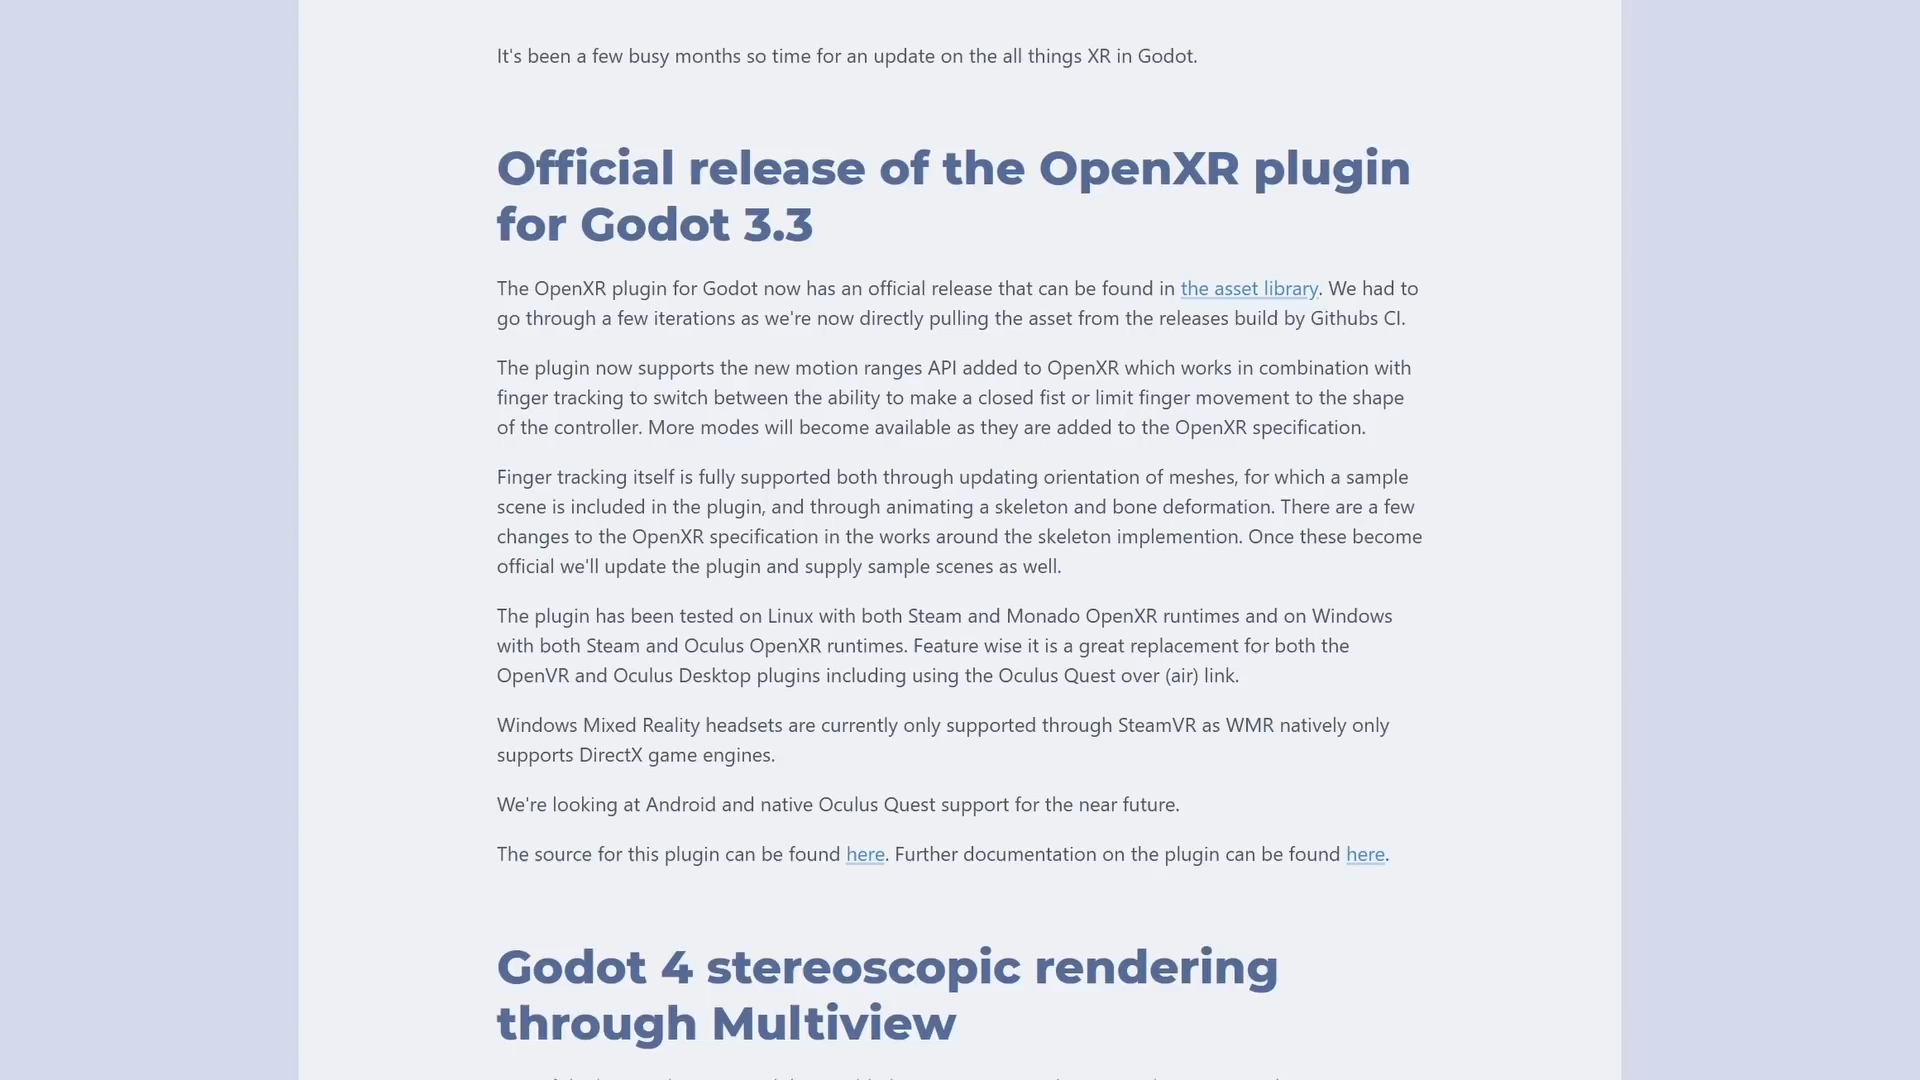 It's been a few busy months so time for an update on the all things XR in Godot.
Official release of the OpenXR plugin
for Godot 3.3
The OpenXR plugin for Godot now has an official release that can be found in the asset library. We had to
go through a few iterations as we're now directly pulling the asset from the releases build by Githubs CI.
The plugin now supports the new motion ranges API added to OpenXR which works in combination with
finger tracking to switch between the ability to make a closed fist or limit finger movement to the shape
of the controller. More modes will become available as they are added to the OpenXR specification.
Finger tracking itself is fully supported both through updating orientation of meshes, for which a sample
scene is included in the plugin, and through animating a skeleton and bone deformation. There are a few
changes to the OpenXR specification in the works around the skeleton implemention. Once these become
official we'll update the plugin and supply sample scenes as well.
The plugin has been tested on Linux with both Steam and Monado OpenXR runtimes and on Windows
with both Steam and Oculus OpenXR runtimes. Feature wise it is a great replacement for both the
OpenVR and Oculus Desktop plugins including using the Oculus Quest over (air) link.
Windows Mixed Reality headsets are currently only supported through SteamVR as WMR natively only
supports DirectX game engines.
We're looking at Android and native Oculus Quest support for the near future.
The source for this plugin can be found here. Further documentation on the plugin can be found here.
Godot 4 stereoscopic rendering
through Multiview